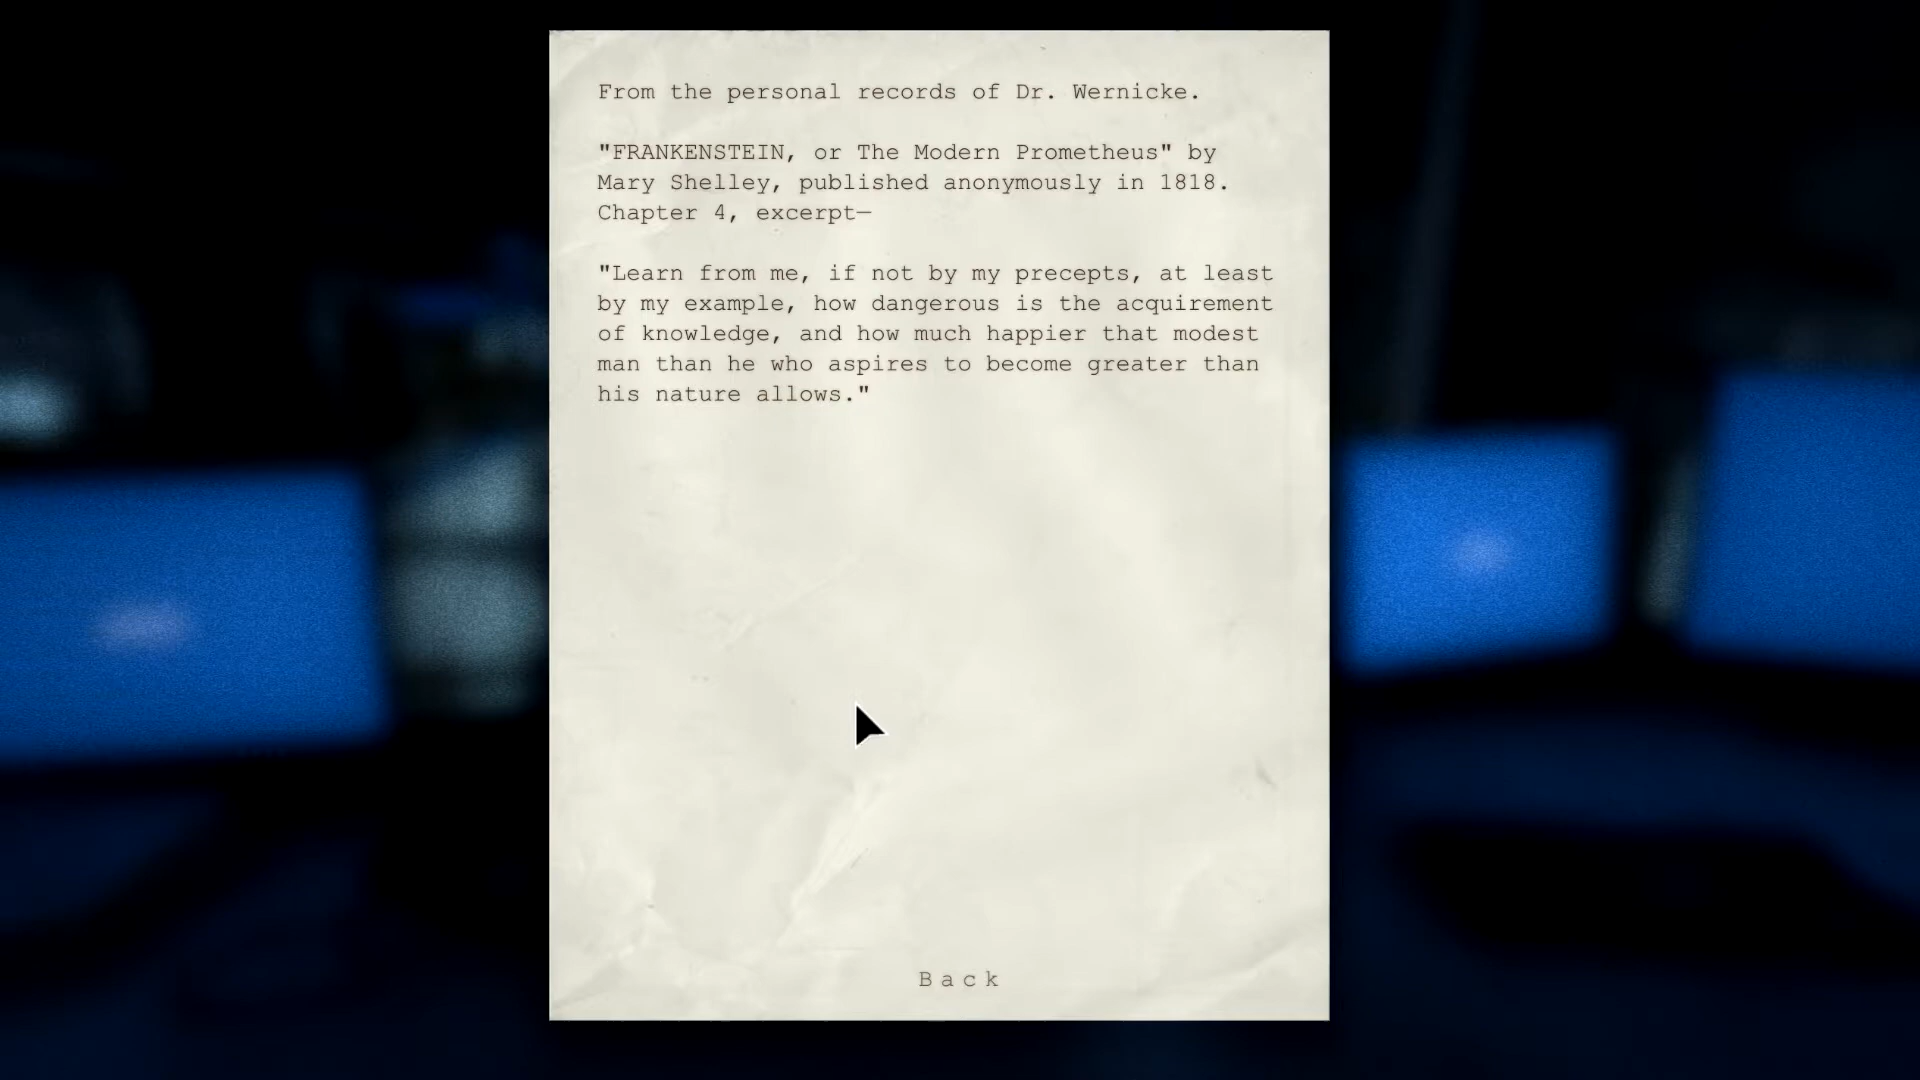 From the personal records of Dr. Wernicke.
"FRANKENSTEIN, or The Modern Prometheus" by
Mary Shelley, published anonymously in 1818.
Chapter 4, excerpt—
"Learn from me, if not by my precepts, at least
by my example, how dangerous is the acquirement
of knowledge, and how much happier that modest
man than he who aspires to become greater than
his nature allows."
Back